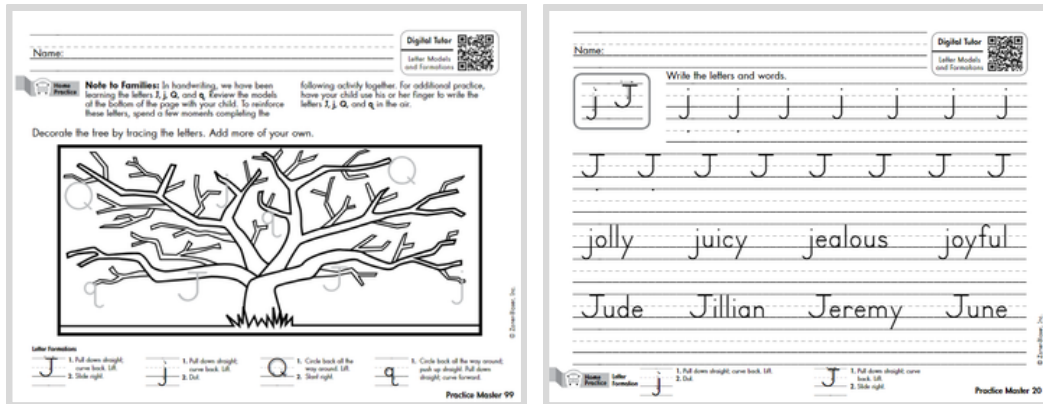 Name:
Digital Tutor
Letter Models
and Formations
Home
Practice
Note to Families: In handwriting, we have been
learning the letters J, j, Q, and q. Review the models
at the bottom of the page with your child. To reinforce
these letters, spend a few moments completing the
following activity together. For additional practice,
have your child use his or her finger to write the
letters J, j, Q, and q in the air.
Decorate the tree by tracing the letters. Add more of your own.
Q j q Q
q J J j
© Zaner-Bloser, Inc.
Letter Formations
J 1. Pull down straight;
curve back. Lift.
2. Slide right.
j 1. Pull down straight;
curve back. Lift.
2. Dot.
Q 1. Circle back all the
way around. Lift.
2. Slant right.
q 1. Circle back all the way around;
push up straight. Pull down
straight; curve forward.
Practice Master 99
Name:
Digital Tutor
Letter Models
and Formations
j J
Write the letters and words.
j j j j j j j
J J J J J J J J
jolly juicy jealous joyful
Jude Jillian Jeremy June
© Zaner-Bloser, Inc.
Home
Practice
Letter
Formation
j 1. Pull down straight; curve back. Lift.
2. Dot.
J 1. Pull down straight; curve
back. Lift.
2. Slide right.
Practice Master 20